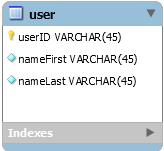 user
userID VARCHAR(45)
nameFirst VARCHAR(45)
nameLast VARCHAR(45)
Indexes